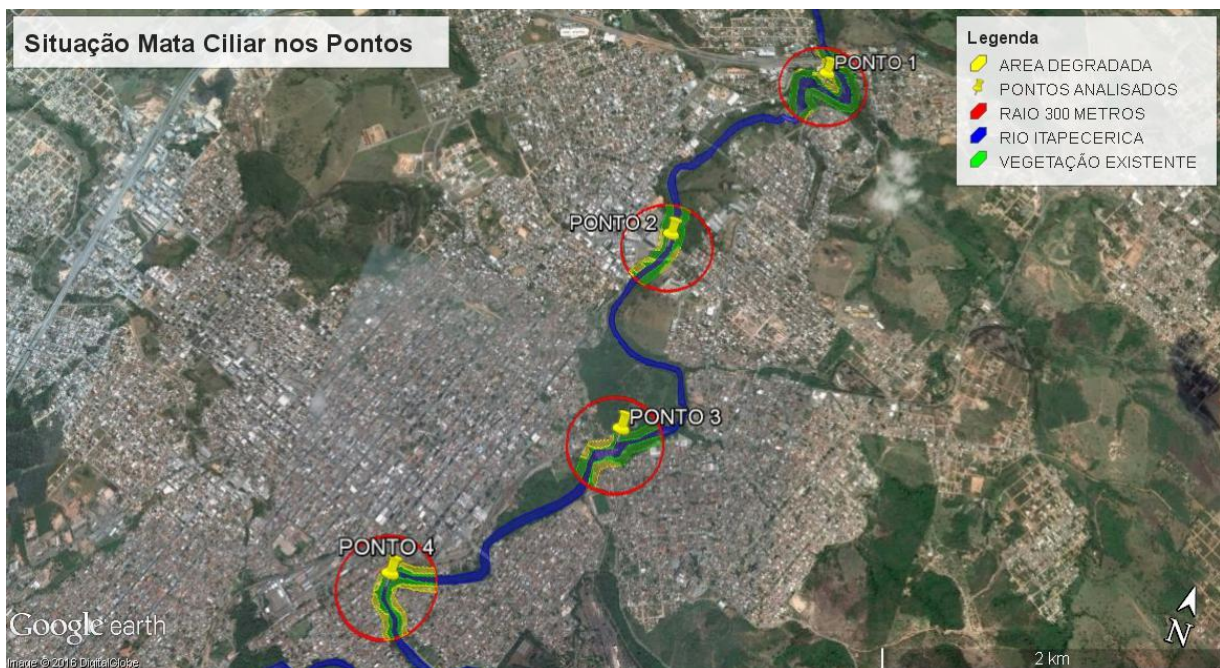 Situação Mata Ciliar nos Pontos
Legenda
AREA DEGRADADA
PONTOS ANALISADOS
RAIO 300 METROS
RIO ITAPECERICA
VEGETAÇÃO EXISTENTE
PONTO 1
PONTO 2
PONTO 3
PONTO 4
Google earth
Image © 2016 DigitalGlobe
2 km
N